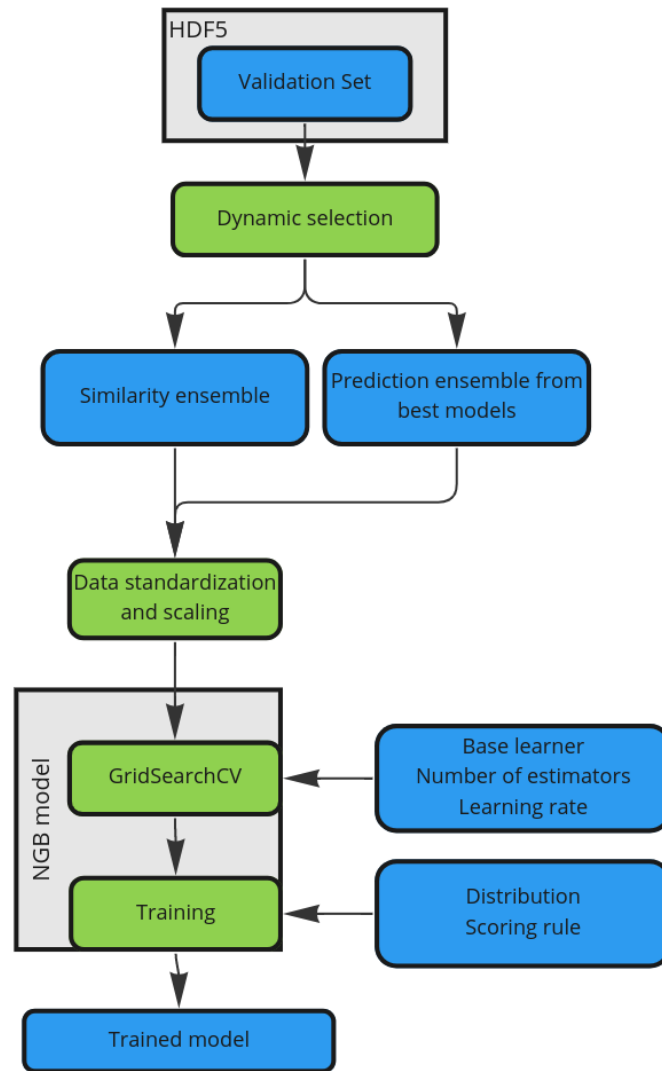 HDF5
Validation Set
Dynamic selection
Similarity ensemble
Prediction ensemble from
best models
Data standardization
and scaling
NGB model
GridSearchCV
Base learner
Number of estimators
Learning rate
Training
Distribution
Scoring rule
Trained model